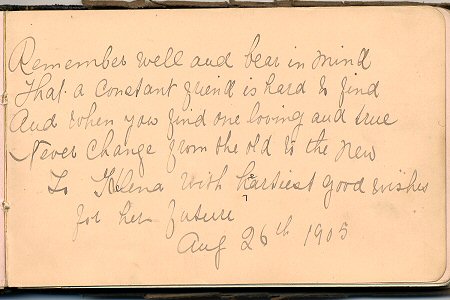 Remember well and bear in mind
That a constant friend is hard to find
And when you find one loving and true
Never Change from the old to the new
To Helena with heartiest good wishes
for her future
Aug 26th 1905